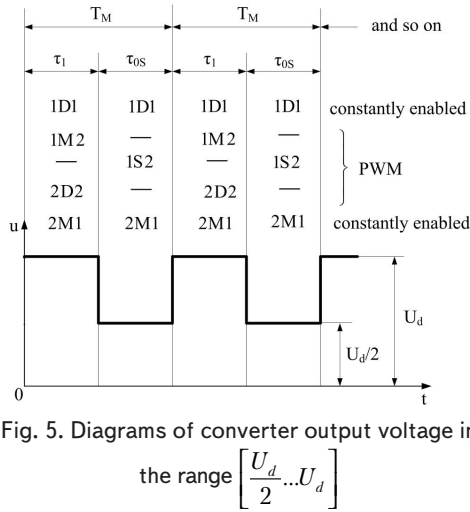 T_M T_M and so on
τ_1 τ_0S τ_1 τ_0S
1D1 1D1 1D1 1D1 constantly enabled
1M2 — 1M2 —
— 1S2 — 1S2 PWM
2D2 — 2D2 —
u 2M1 2M1 2M1 2M1 constantly enabled
U_d
U_d/2
0 t
Fig. 5. Diagrams of converter output voltage in
the range [U_d/2 ... U_d]